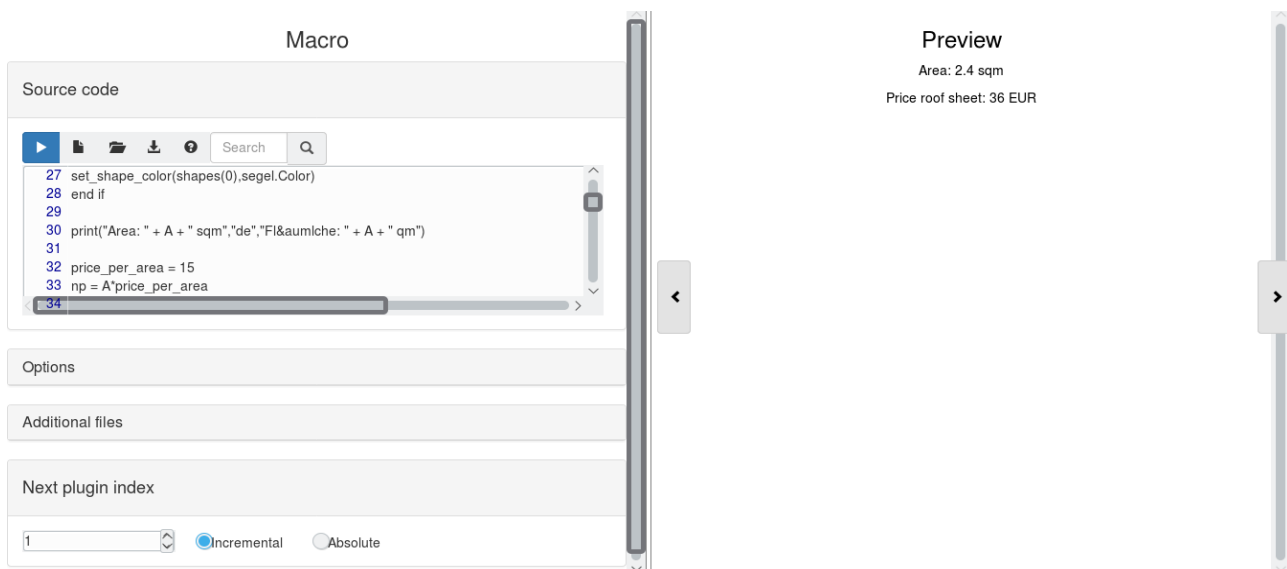 Macro
Source code
Search
27 set_shape_color(shapes(0),segel.Color)
28 end if
29
30 print("Area: " + A + " sqm","de","Fl&aumlche: " + A + " qm")
31
32 price_per_area = 15
33 np = A*price_per_area
34
Options
Additional files
Next plugin index
1 Incremental Absolute
Preview
Area: 2.4 sqm
Price roof sheet: 36 EUR